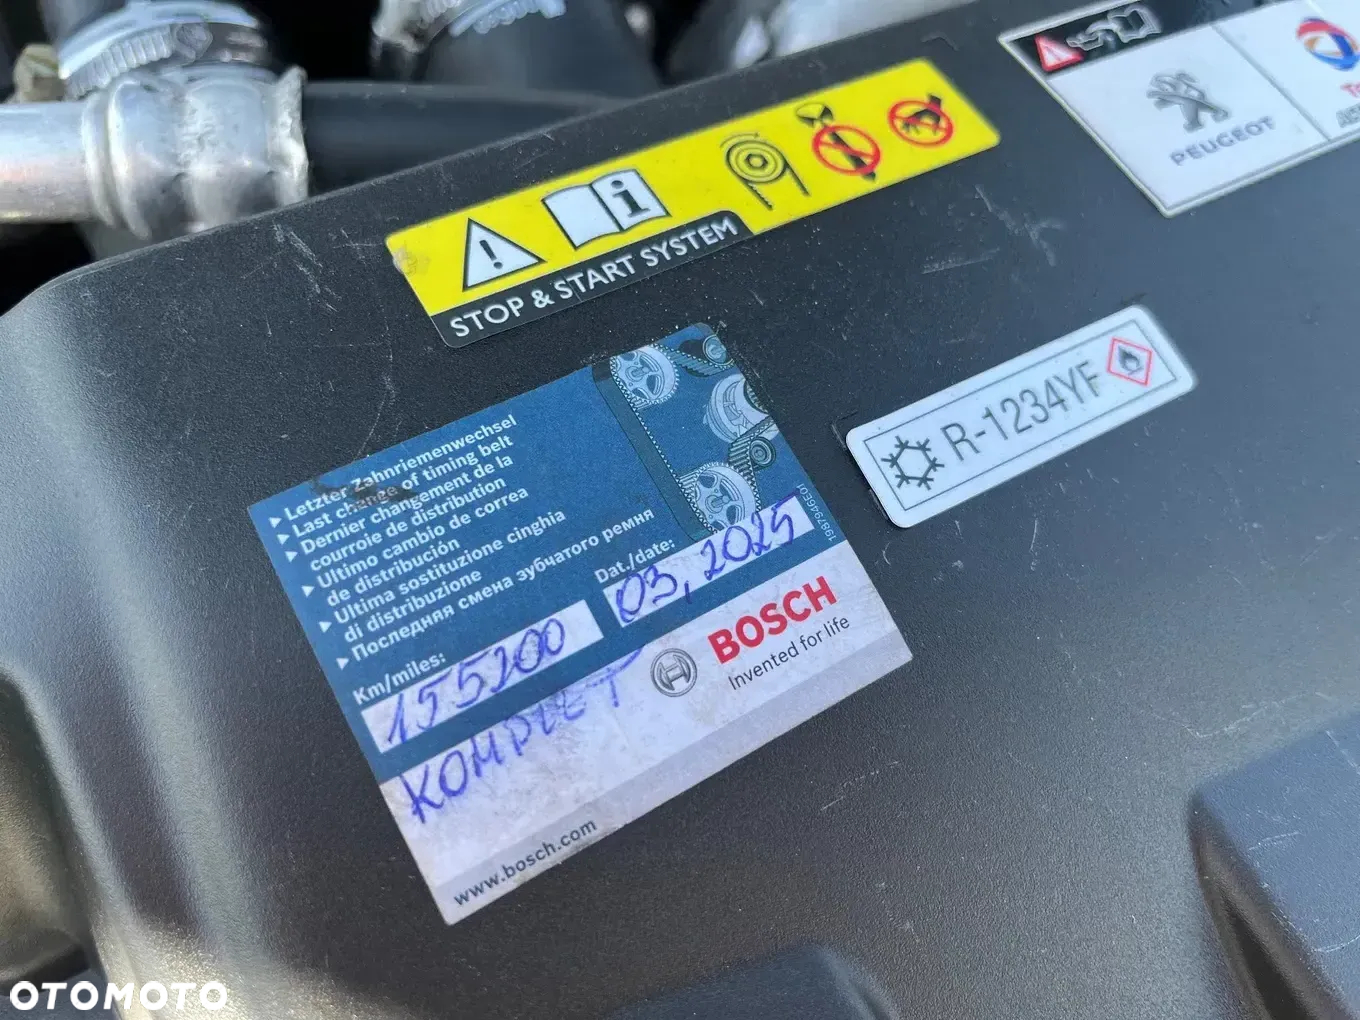 PEUGEOT
STOP & START SYSTEM
R-1234YF
▸ Letzter Zahnriemenwechsel
▸ Last change of timing belt
▸ Dernier changement de la
courroie de distribution
▸ Ultimo cambio de correa
de distribución
▸ Ultima sostituzione cinghia
di distribuzione
▸ Последняя смена зубчатого ремня
Km/miles:
155200
Dat./date:
03,2025
KOMPLET
BOSCH
Invented for life
www.bosch.com
1987946E01
OTOMOTO